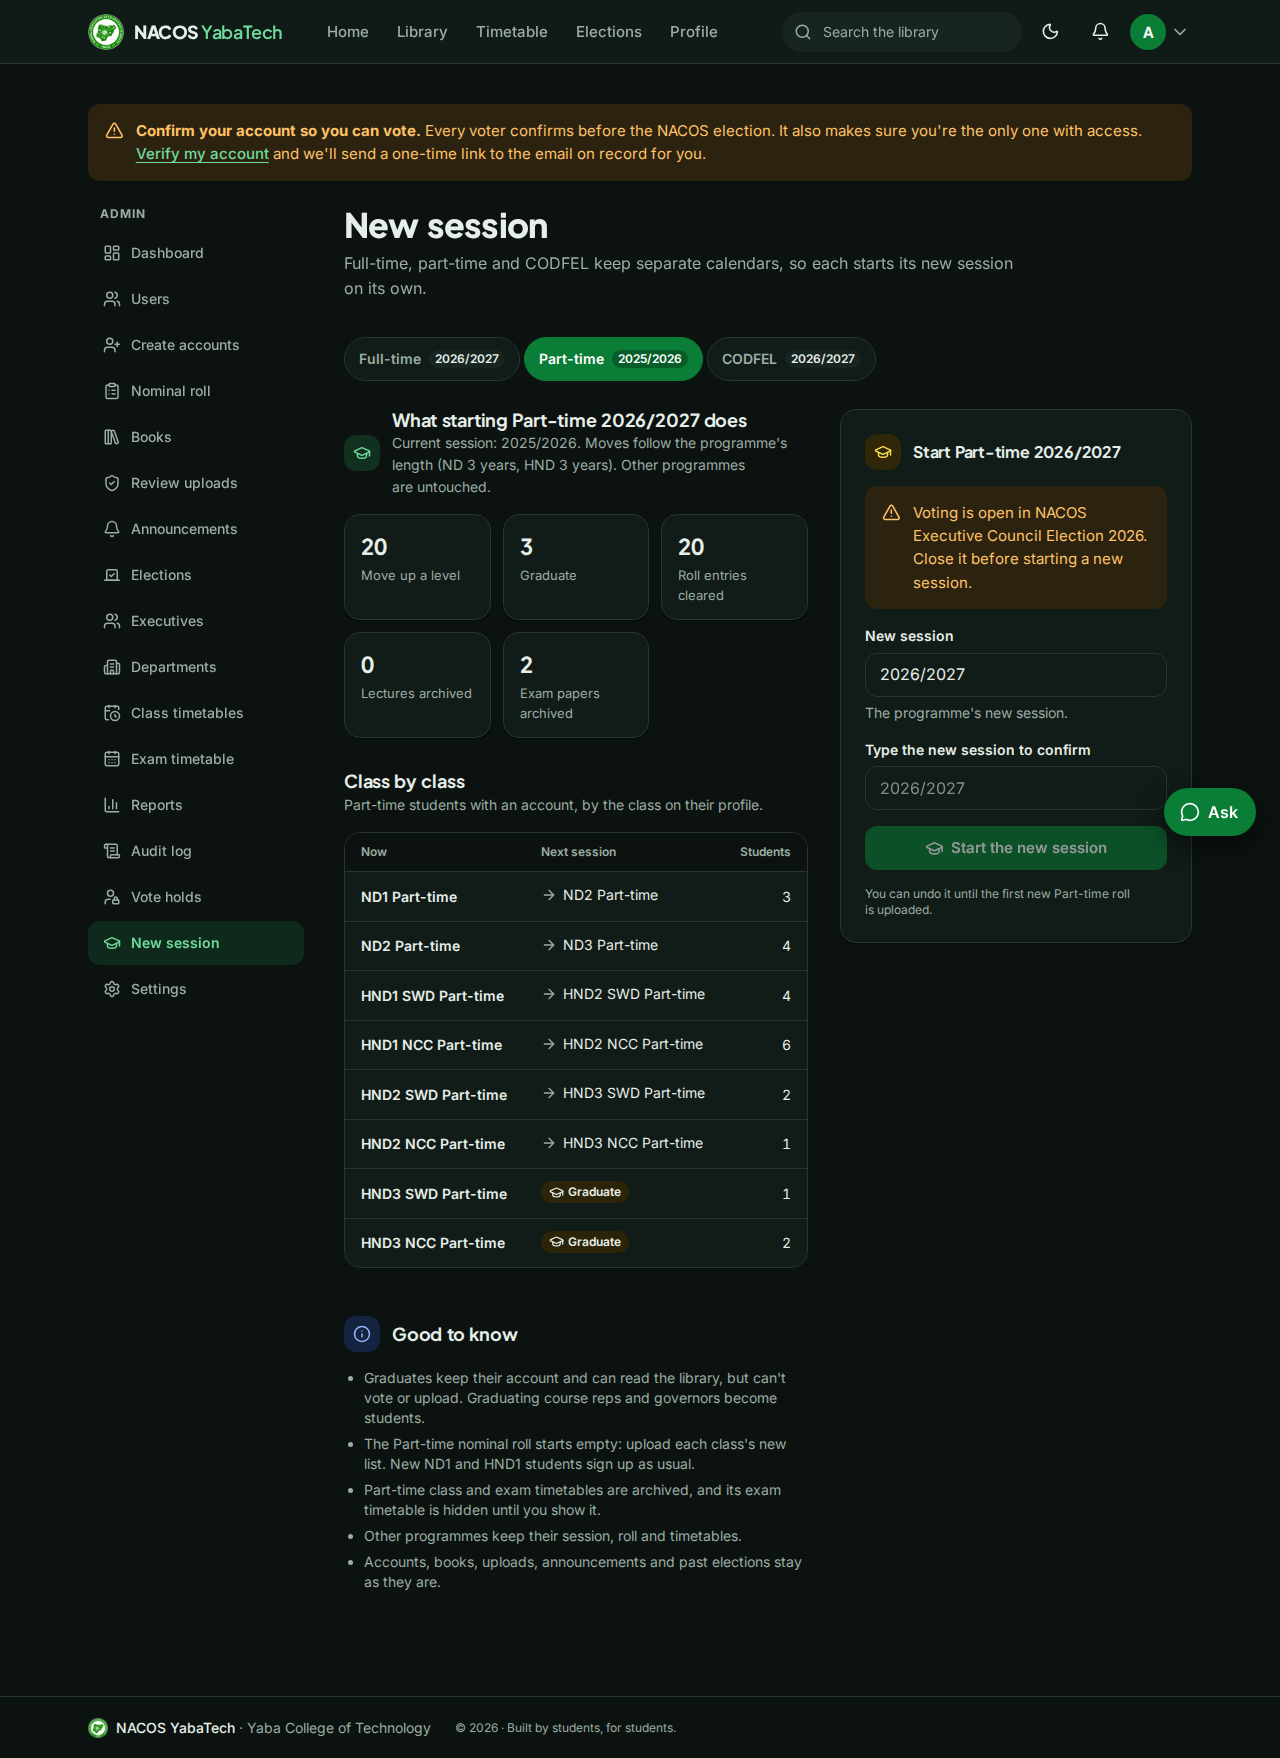 NACOS YabaTech
Home
Library
Timetable
Elections
Profile
Search the library
A
Confirm your account so you can vote. Every voter confirms before the NACOS election. It also makes sure you're the only one with access.
Verify my account and we'll send a one-time link to the email on record for you.
ADMIN
Dashboard
Users
Create accounts
Nominal roll
Books
Review uploads
Announcements
Elections
Executives
Departments
Class timetables
Exam timetable
Reports
Audit log
Vote holds
New session
Settings
New session
Full-time, part-time and CODFEL keep separate calendars, so each starts its new session
on its own.
Full-time 2026/2027
Part-time 2025/2026
CODFEL 2026/2027
What starting Part-time 2026/2027 does
Current session: 2025/2026. Moves follow the programme's
length (ND 3 years, HND 3 years). Other programmes
are untouched.
20
Move up a level
3
Graduate
20
Roll entries
cleared
0
Lectures archived
2
Exam papers
archived
Class by class
Part-time students with an account, by the class on their profile.
Now Next session Students
ND1 Part-time → ND2 Part-time 3
ND2 Part-time → ND3 Part-time 4
HND1 SWD Part-time → HND2 SWD Part-time 4
HND1 NCC Part-time → HND2 NCC Part-time 6
HND2 SWD Part-time → HND3 SWD Part-time 2
HND2 NCC Part-time → HND3 NCC Part-time 1
HND3 SWD Part-time Graduate 1
HND3 NCC Part-time Graduate 2
Good to know
• Graduates keep their account and can read the library, but can't
vote or upload. Graduating course reps and governors become
students.
• The Part-time nominal roll starts empty: upload each class's new
list. New ND1 and HND1 students sign up as usual.
• Part-time class and exam timetables are archived, and its exam
timetable is hidden until you show it.
• Other programmes keep their session, roll and timetables.
• Accounts, books, uploads, announcements and past elections stay
as they are.
Start Part-time 2026/2027
Voting is open in NACOS
Executive Council Election 2026.
Close it before starting a new
session.
New session
2026/2027
The programme's new session.
Type the new session to confirm
2026/2027
Start the new session
You can undo it until the first new Part-time roll
is uploaded.
Ask
NACOS YabaTech · Yaba College of Technology
© 2026 · Built by students, for students.